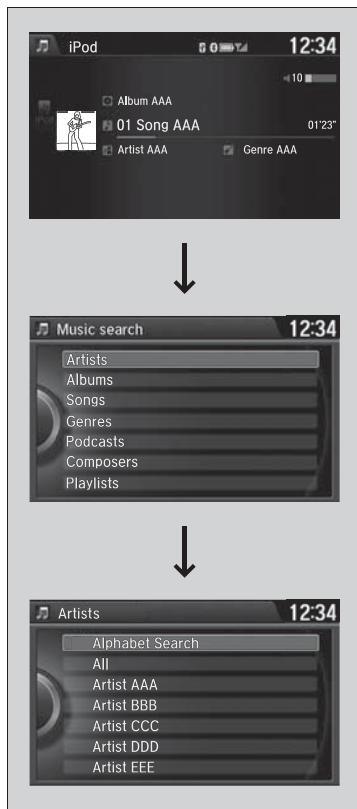 iPod 12:34
10
Album AAA
01 Song AAA 01'23"
Artist AAA Genre AAA
Music search 12:34
Artists
Albums
Songs
Genres
Podcasts
Composers
Playlists
Artists 12:34
Alphabet Search
All
Artist AAA
Artist BBB
Artist CCC
Artist DDD
Artist EEE